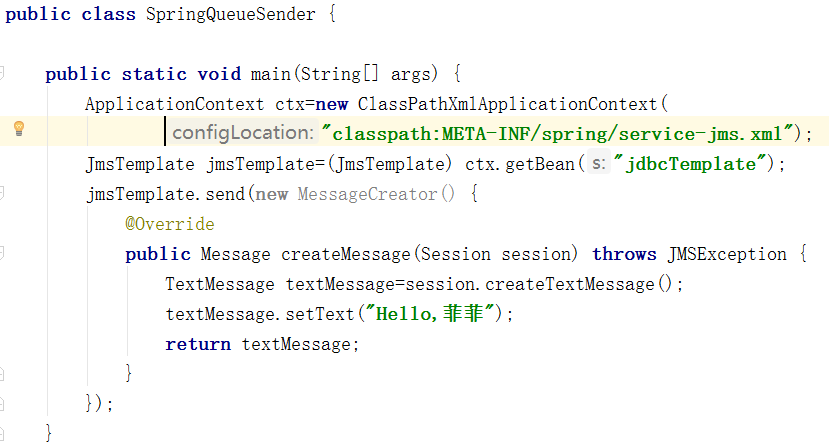 public class SpringQueueSender {
public static void main(String[] args) {
ApplicationContext ctx=new ClassPathXmlApplicationContext(
configLocation: "classpath:META-INF/spring/service-jms.xml");
JmsTemplate jmsTemplate=(JmsTemplate) ctx.getBean( s: "jdbcTemplate");
jmsTemplate.send(new MessageCreator() {
@Override
public Message createMessage(Session session) throws JMSException {
TextMessage textMessage=session.createTextMessage();
textMessage.setText("Hello,菲菲");
return textMessage;
}
});
}